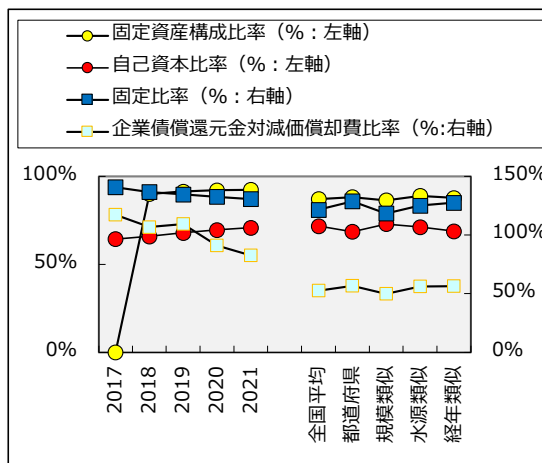 固定資産構成比率（%：左軸）
自己資本比率（%：左軸）
固定比率（%：右軸）
企業債償還元金対減価償却費比率（%:右軸）
100%
50%
0%
150%
100%
50%
0%
2017
2018
2019
2020
2021
全国平均
都道府県
規模類似
水源類似
経年類似